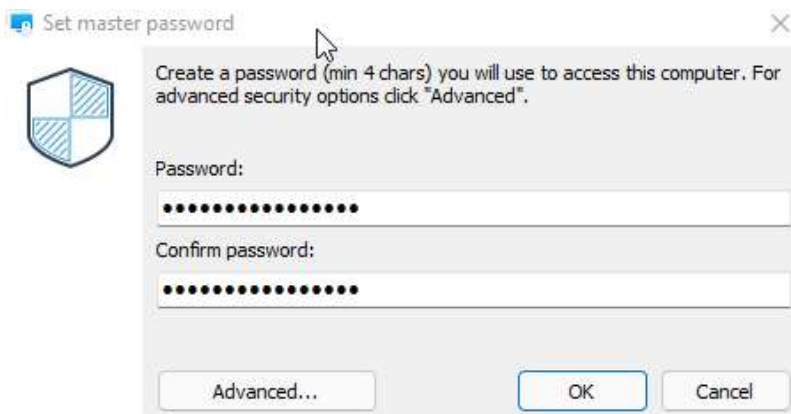 Set master password
Create a password (min 4 chars) you will use to access this computer. For
advanced security options click "Advanced".
Password:
••••••••••••••••
Confirm password:
••••••••••••••••
Advanced...
OK
Cancel